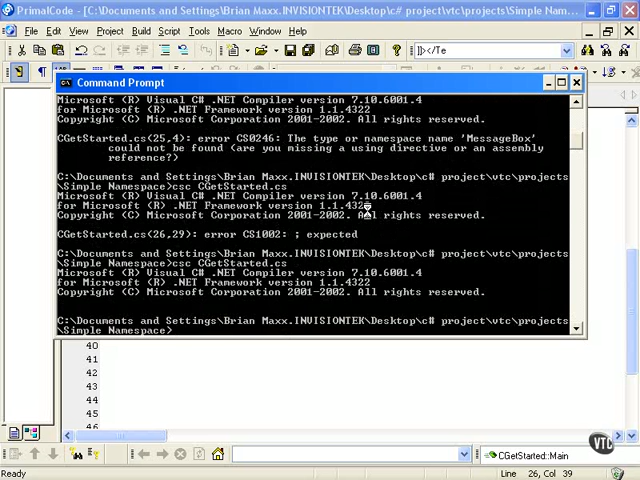 PrimalCode - [C:\Documents and Settings\Brian Maxx.INVISIONTEK\Desktop\c# project\vtc\projects\Simple Nam...
File Edit View Project Build Script Tools Macro Window Help
]]></Te
Command Prompt
Microsoft (R) Visual C# .NET Compiler version 7.10.6001.4
for Microsoft (R) .NET Framework version 1.1.4322
Copyright (C) Microsoft Corporation 2001-2002. All rights reserved.
CGetStarted.cs(25,4): error CS0246: The type or namespace name 'MessageBox'
could not be found (are you missing a using directive or an assembly
reference?)
C:\Documents and Settings\Brian Maxx.INVISIONTEK\Desktop\c# project\vtc\projects
\Simple Namespace>csc CGetStarted.cs
Microsoft (R) Visual C# .NET Compiler version 7.10.6001.4
for Microsoft (R) .NET Framework version 1.1.4322
Copyright (C) Microsoft Corporation 2001-2002. All rights reserved.
CGetStarted.cs(26,29): error CS1002: ; expected
C:\Documents and Settings\Brian Maxx.INVISIONTEK\Desktop\c# project\vtc\projects
\Simple Namespace>csc CGetStarted.cs
Microsoft (R) Visual C# .NET Compiler version 7.10.6001.4
for Microsoft (R) .NET Framework version 1.1.4322
Copyright (C) Microsoft Corporation 2001-2002. All rights reserved.
C:\Documents and Settings\Brian Maxx.INVISIONTEK\Desktop\c# project\vtc\projects
\Simple Namespace>
40
41
42
43
44
45
46
VTC
CGetStarted::Main
Ready
Line 26, Col 39